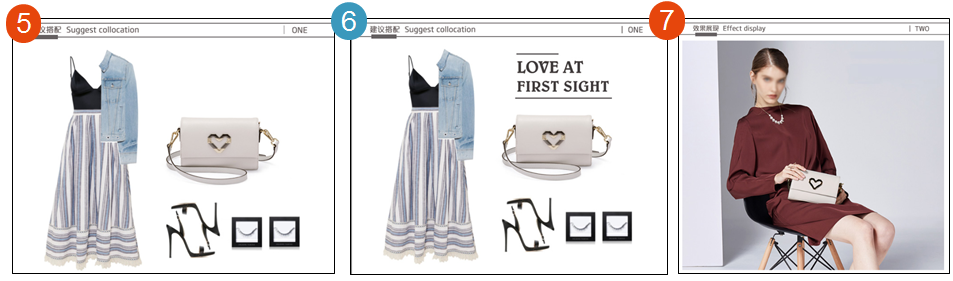 5
建议搭配 Suggest collocation | ONE
6
建议搭配 Suggest collocation | ONE
LOVE AT
FIRST SIGHT
7
效果展现 Effect display | TWO